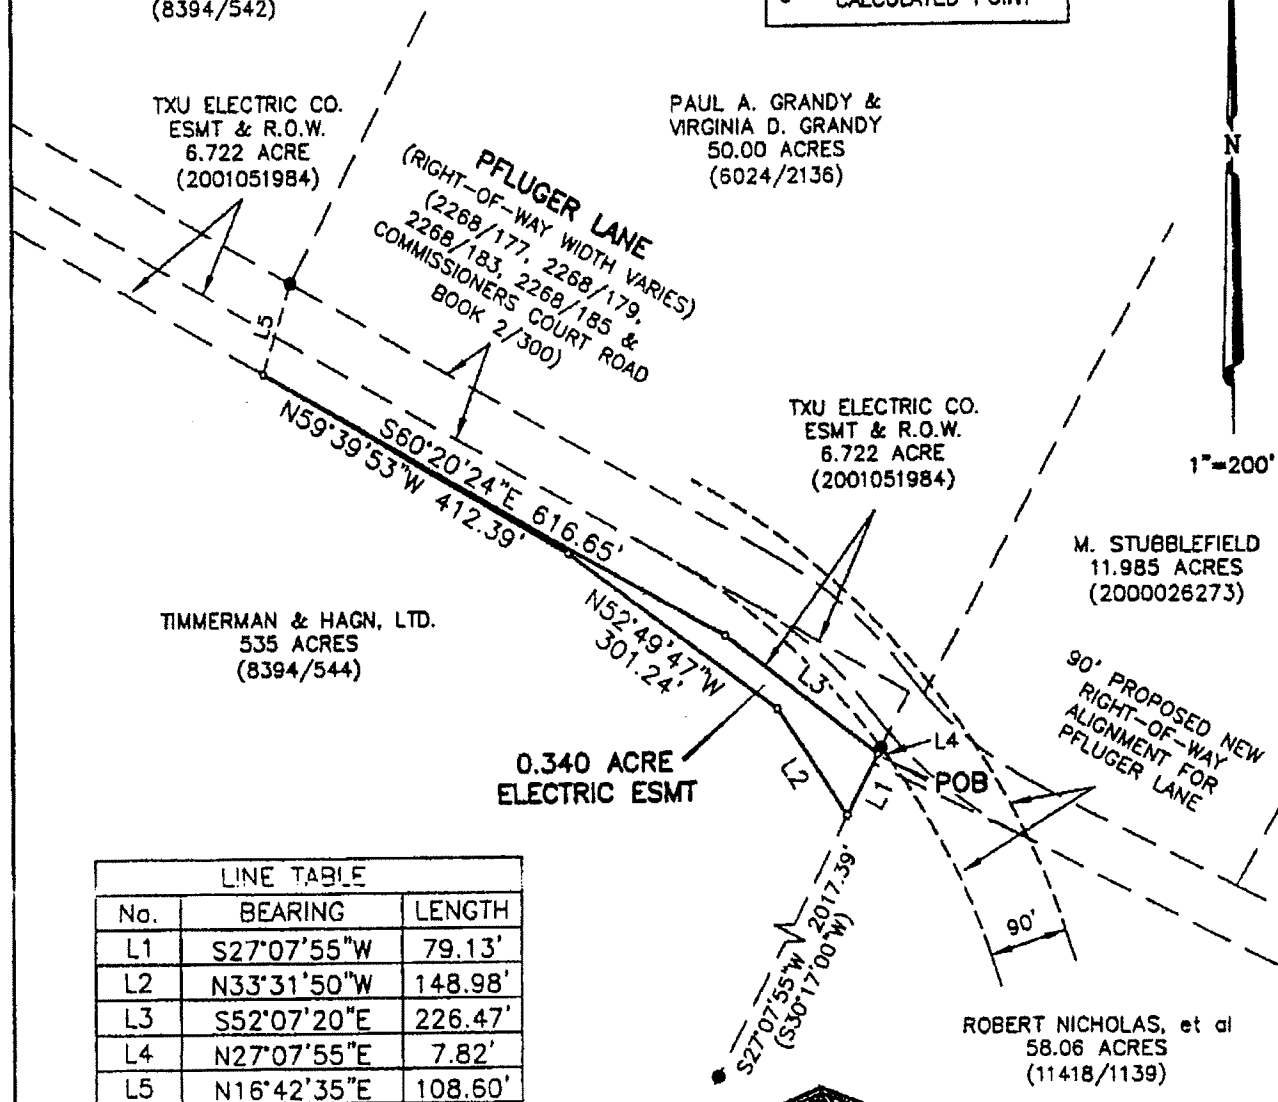 (8394/542)
CALCULATED POINT
TXU ELECTRIC CO.
ESMT & R.O.W.
6.722 ACRE
(2001051984)
PFLUGER LANE
(RIGHT-OF-WAY WIDTH VARIES)
(2268/177, 2268/179,
2268/183, 2268/185 &
COMMISSIONERS COURT ROAD
BOOK 2/300)
PAUL A. GRANDY &
VIRGINIA D. GRANDY
50.00 ACRES
(6024/2136)
N
1"=200'
L5
S60°20'24"E 616.65'
N59°39'53"W 412.39'
TXU ELECTRIC CO.
ESMT & R.O.W.
6.722 ACRE
(2001051984)
M. STUBBLEFIELD
11.985 ACRES
(2000026273)
TIMMERMAN & HAGN, LTD.
535 ACRES
(8394/544)
N52°49'47"W
301.24'
L3
90' PROPOSED NEW
RIGHT-OF-WAY
ALIGNMENT FOR
PFLUGER LANE
L4
POB
L2
L1
0.340 ACRE
ELECTRIC ESMT
S27°07'55"W 2017.39'
(S30°17'00"W)
90'
ROBERT NICHOLAS, et al
58.06 ACRES
(11418/1139)
LINE TABLE
No. BEARING LENGTH
L1 S27°07'55"W 79.13'
L2 N33°31'50"W 148.98'
L3 S52°07'20"E 226.47'
L4 N27°07'55"E 7.82'
L5 N16°42'35"E 108.60'